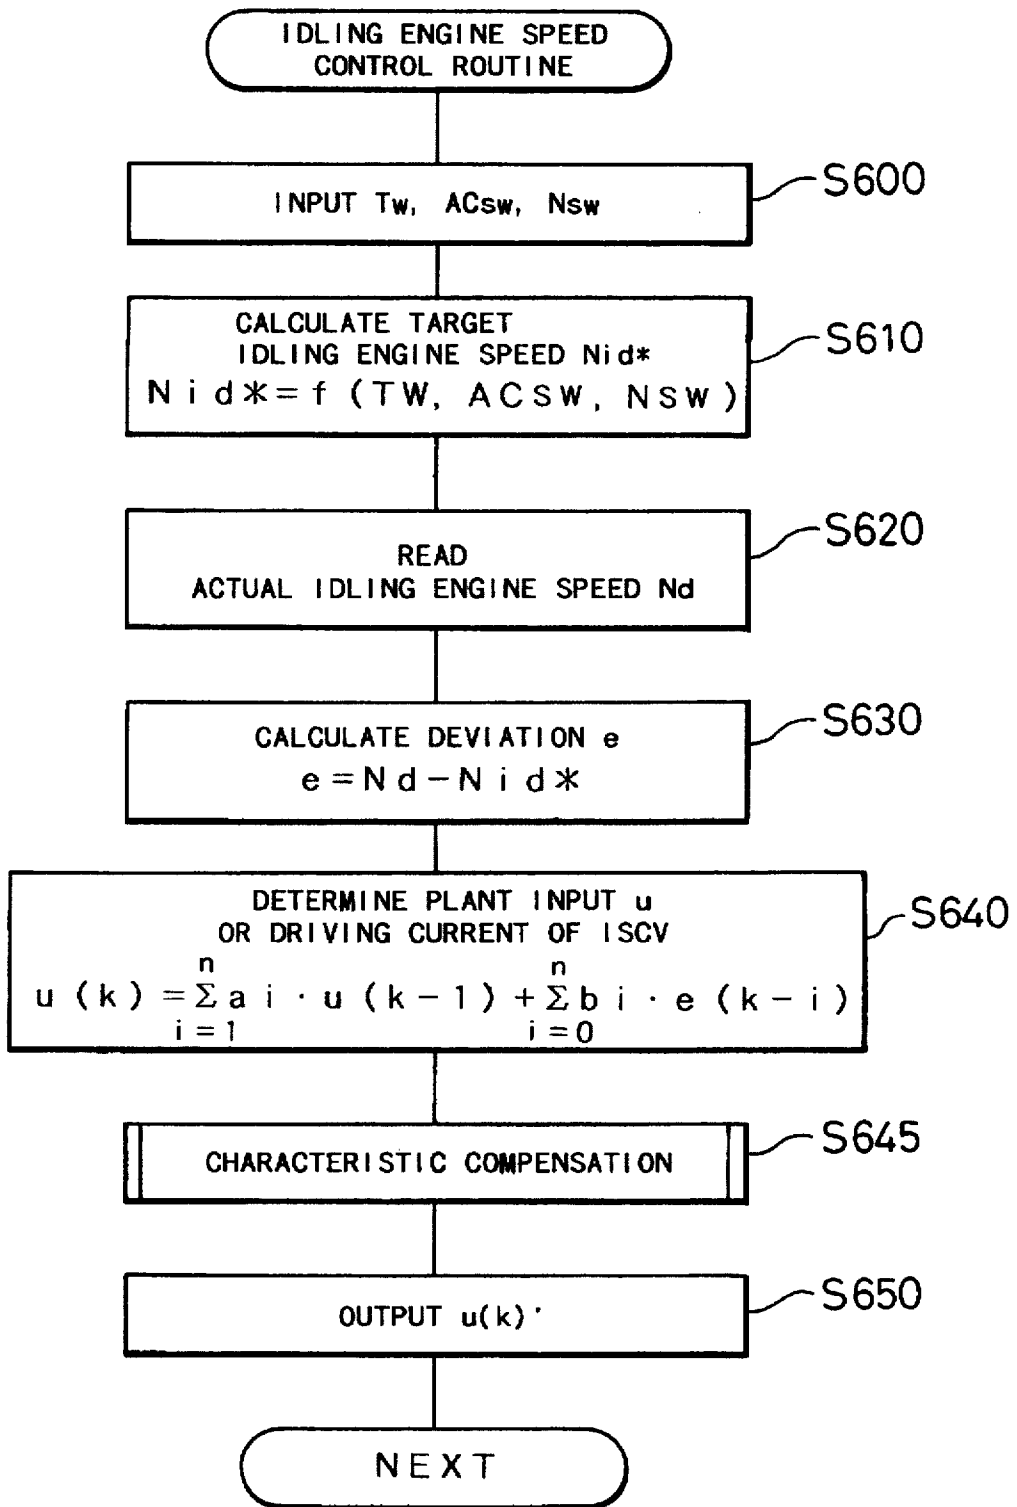 IDLING ENGINE SPEED
CONTROL ROUTINE
S600
INPUT Tw, ACsw, Nsw
S610
CALCULATE TARGET
IDLING ENGINE SPEED Nid*
Nid*=f (TW, ACSW, NSW)
S620
READ
ACTUAL IDLING ENGINE SPEED Nd
S630
CALCULATE DEVIATION e
e=Nd-Nid*
S640
DETERMINE PLANT INPUT u
OR DRIVING CURRENT OF ISCV
n n
u (k) =Σai·u (k-1) +Σbi·e (k-i)
i=1 i=0
S645
CHARACTERISTIC COMPENSATION
S650
OUTPUT u(k)'
NEXT